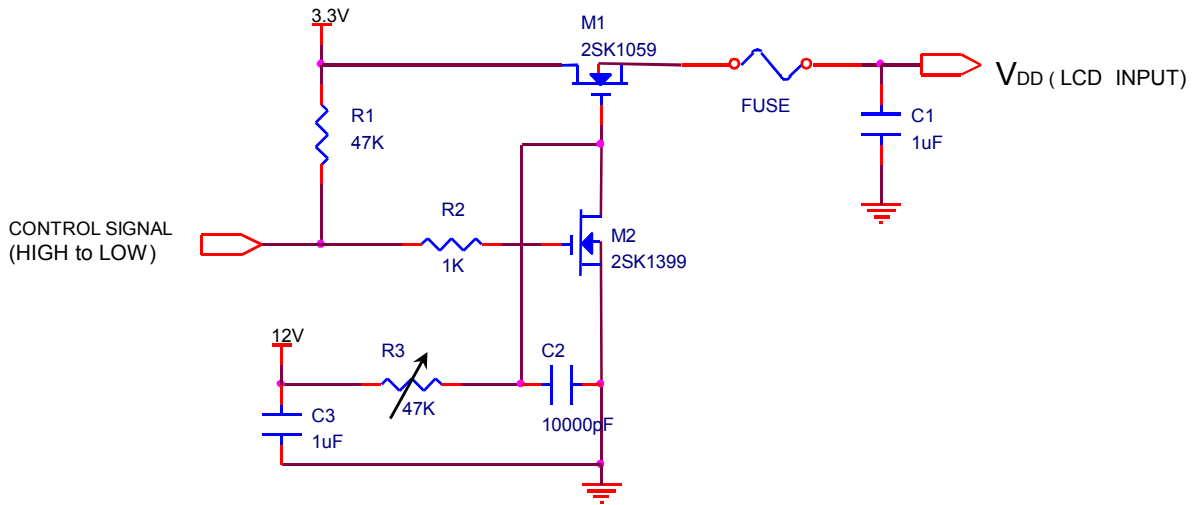 3.3V
M1
2SK1059
FUSE
VDD ( LCD INPUT)
R1
47K
C1
1uF
CONTROL SIGNAL
(HIGH to LOW)
R2
1K
M2
2SK1399
12V
R3
47K
C2
10000pF
C3
1uF